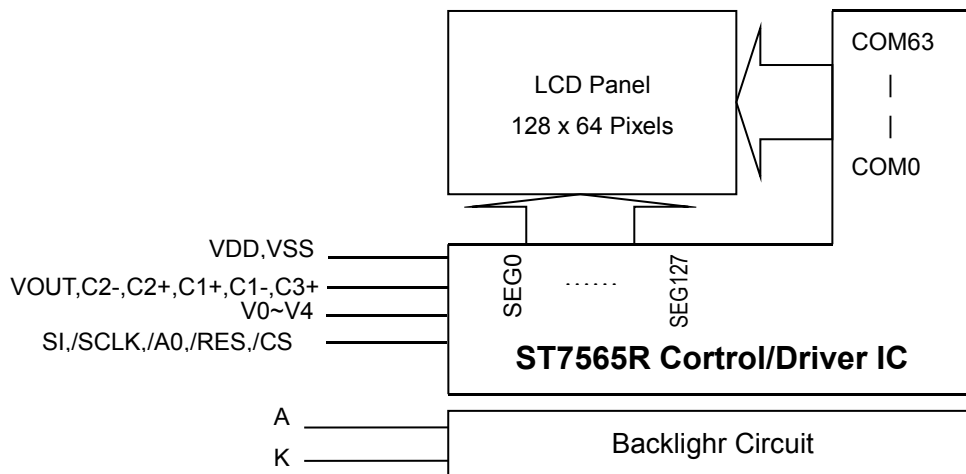 COM63
|
|
COM0
LCD Panel
128 x 64 Pixels
VDD,VSS
VOUT,C2-,C2+,C1+,C1-,C3+
V0~V4
SI,/SCLK,/A0,/RES,/CS
SEG0 ...... SEG127
ST7565R Cortrol/Driver IC
A
K
Backlighr Circuit